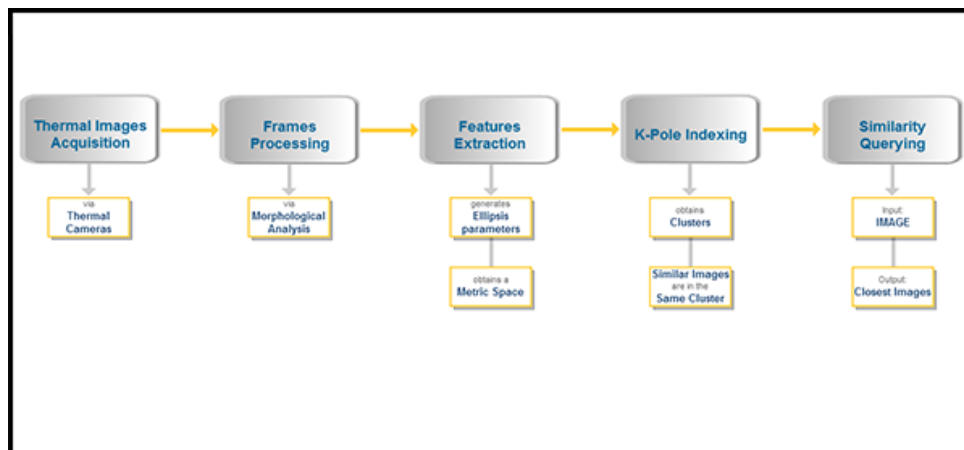 Thermal Images
Acquisition
Frames
Processing
Features
Extraction
K-Pole Indexing
Similarity
Querying
via
Thermal
Cameras
via
Morphological
Analysis
generates
Ellipsis
parameters
obtains a
Metric Space
obtains
Clusters
Similar Images
are in the
Same Cluster
Input:
IMAGE
Output:
Closest Images